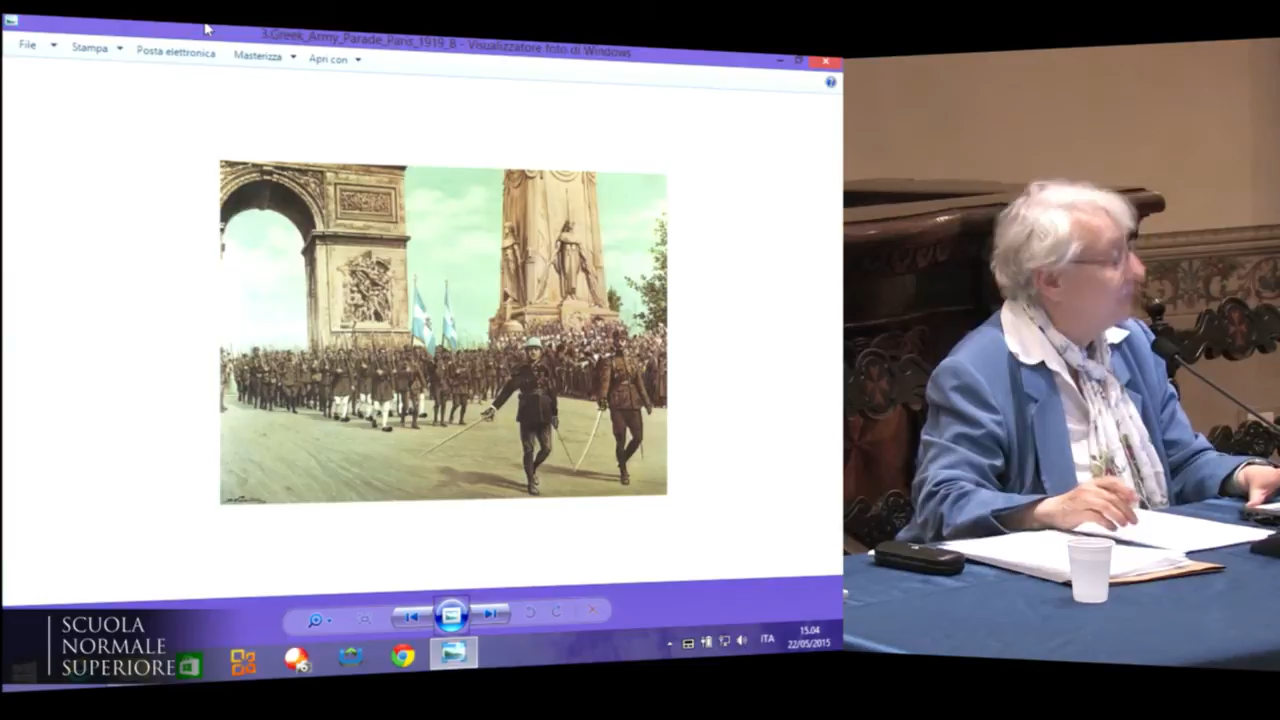 3.Greek_Army_Parade_Paris_1919_B - Visualizzatore foto di Windows
File Stampa Posta elettronica Masterizza Apri con
SCUOLA
NORMALE
SUPERIORE
ITA
15.04
22/05/2015